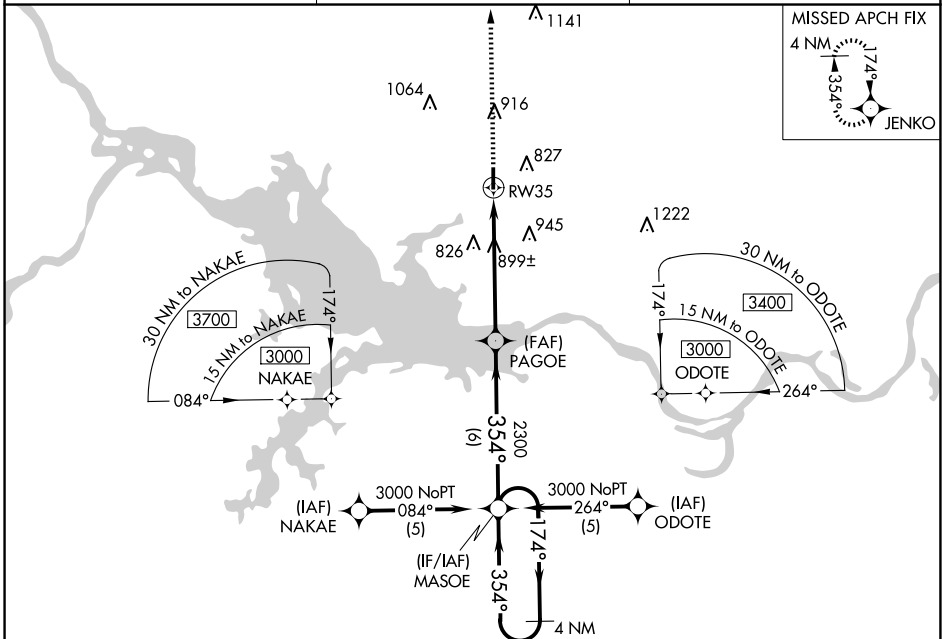 1141
MISSED APCH FIX
4 NM
174°
354°
JENKO
1064
916
827
RW35
1222
945
826
899±
30 NM to NAKAE
3700
174°
15 NM to NAKAE
3000
NAKAE
084°
30 NM to ODOTE
3400
174°
15 NM to ODOTE
3000
ODOTE
264°
(FAF)
PAGOE
2300
354°
(6)
(IAF)
NAKAE
3000 NoPT
084°
(5)
3000 NoPT
264°
(5)
(IAF)
ODOTE
(IF/IAF)
MASOE
174°
354°
4 NM